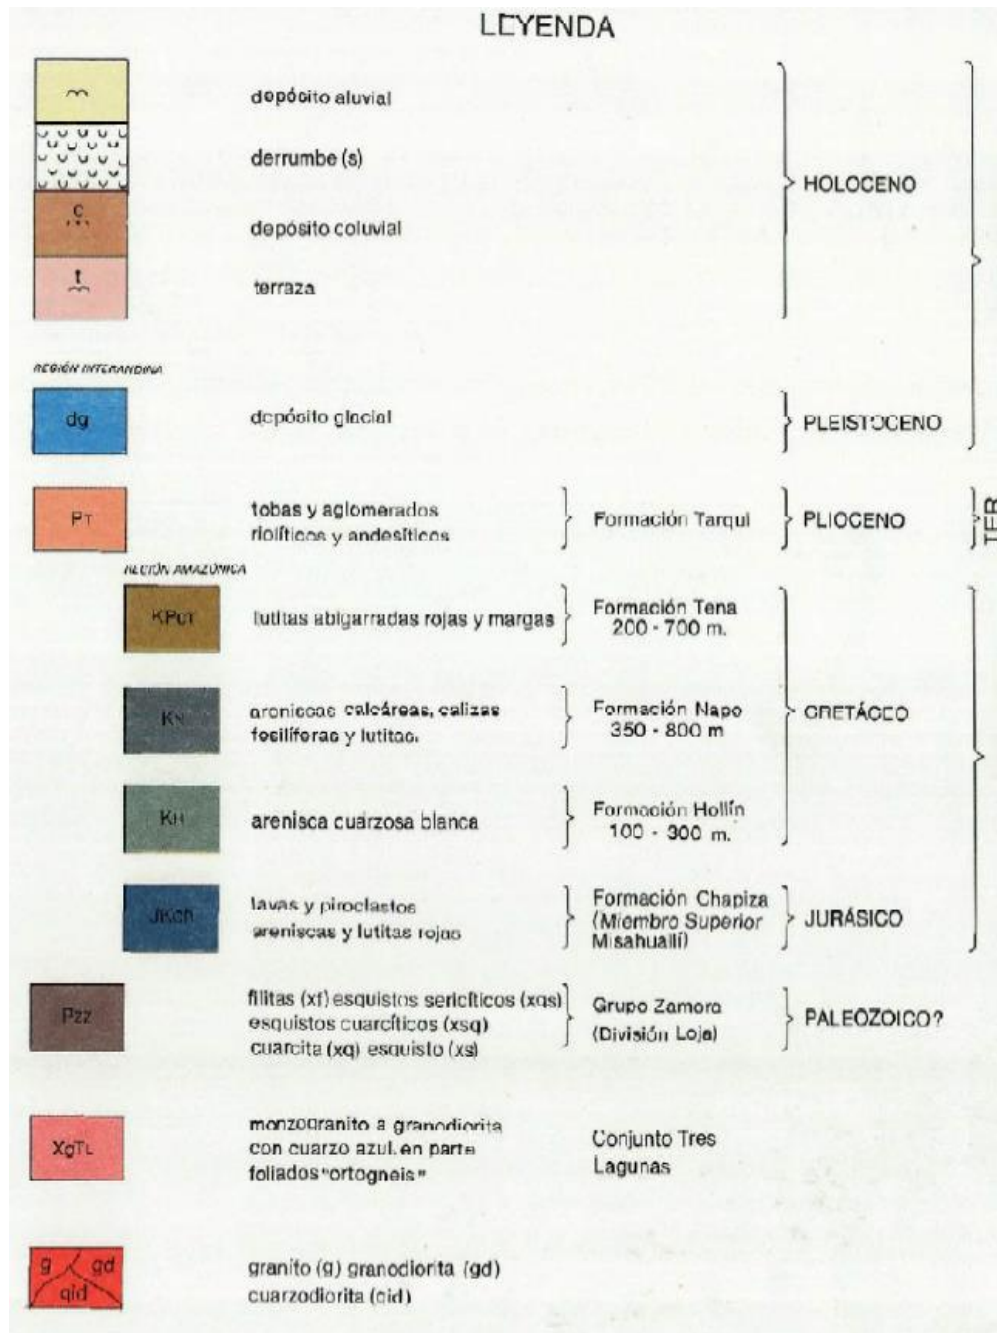 LEYENDA
depósito aluvial
derrumbe (s)
HOLOCENO
c
depósito coluvial
t
terraza
REGIÓN INTERANDINA
dg
depósito glacial
PLEISTOCENO
PT
tobas y aglomerados
riolíticos y andesíticos
Formación Tarqui
PLIOCENO
TER
REGIÓN AMAZÓNICA
KPcT
lutitas abigarradas rojas y margas
Formación Tena
200 - 700 m.
KN
areniscas calcáreas, calizas
fosilíferas y lutitas.
Formación Napo
350 - 800 m
CRETÁCEO
KH
arenisca cuarzosa blanca
Formación Hollín
100 - 300 m.
JKch
lavas y piroclastos
areniscas y lutitas rojas
Formación Chapiza
(Miembro Superior
Misahuallí)
JURÁSICO
Pzz
filitas (xf) esquistos sericíticos (xqs)
esquistos cuarcíticos (xsq)
cuarcita (xq) esquisto (xs)
Grupo Zamora
(División Loja)
PALEOZOICO?
XgTL
monzogranito a granodiorita
con cuarzo azul, en parte
foliados "ortogneis"
Conjunto Tres
Lagunas
g gd
qid
granito (g) granodiorita (gd)
cuarzodiorita (qid)